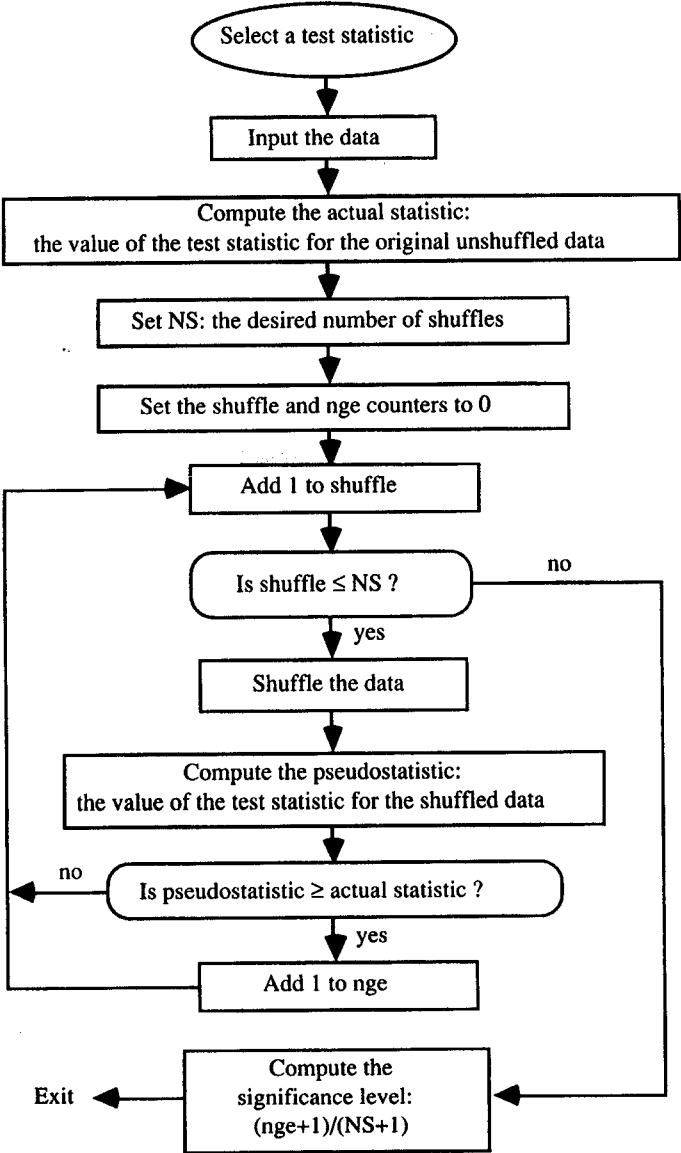 Select a test statistic
Input the data
Compute the actual statistic:
the value of the test statistic for the original unshuffled data
Set NS: the desired number of shuffles
Set the shuffle and nge counters to 0
Add 1 to shuffle
Is shuffle ≤ NS ?
no
yes
Shuffle the data
Compute the pseudostatistic:
the value of the test statistic for the shuffled data
no
Is pseudostatistic ≥ actual statistic ?
yes
Add 1 to nge
Compute the
significance level:
(nge+1)/(NS+1)
Exit